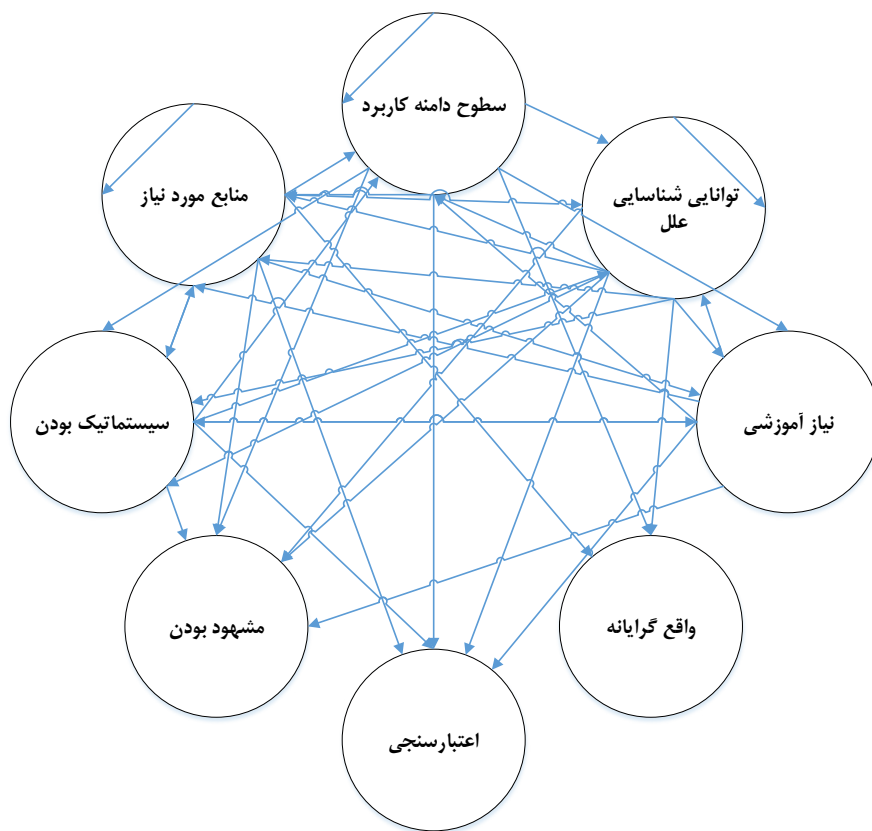 سطوح دامنه کاربرد
توانایی شناسایی
علل
منابع مورد نیاز
نیاز آموزشی
سیستماتیک بودن
واقع گرایانه
مشهود بودن
اعتبارسنجی